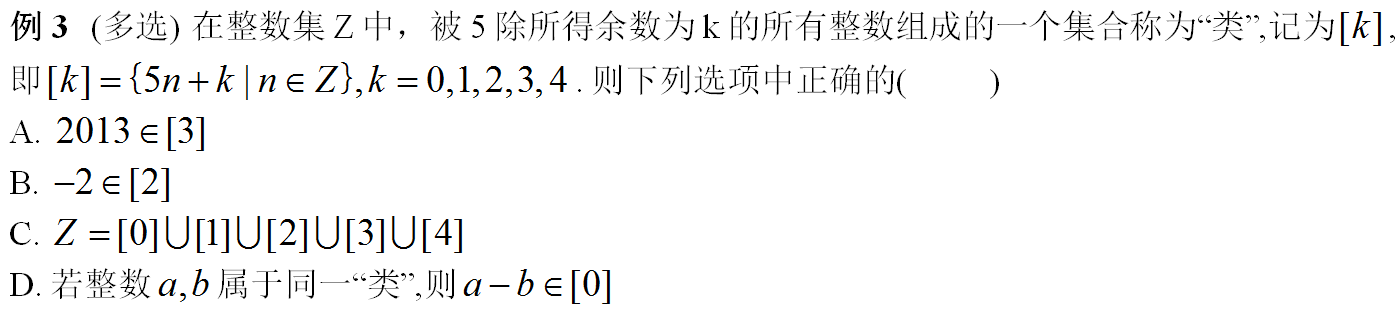 例 3 (多选) 在整数集 Z 中，被 5 除所得余数为 k 的所有整数组成的一个集合称为“类”,记为[k],
即[k]={5n+k|n∈Z},k=0,1,2,3,4 . 则下列选项中正确的( )
A. 2013∈[3]
B. −2∈[2]
C. Z=[0]⋃[1]⋃[2]⋃[3]⋃[4]
D. 若整数 a,b 属于同一“类”,则 a−b∈[0]